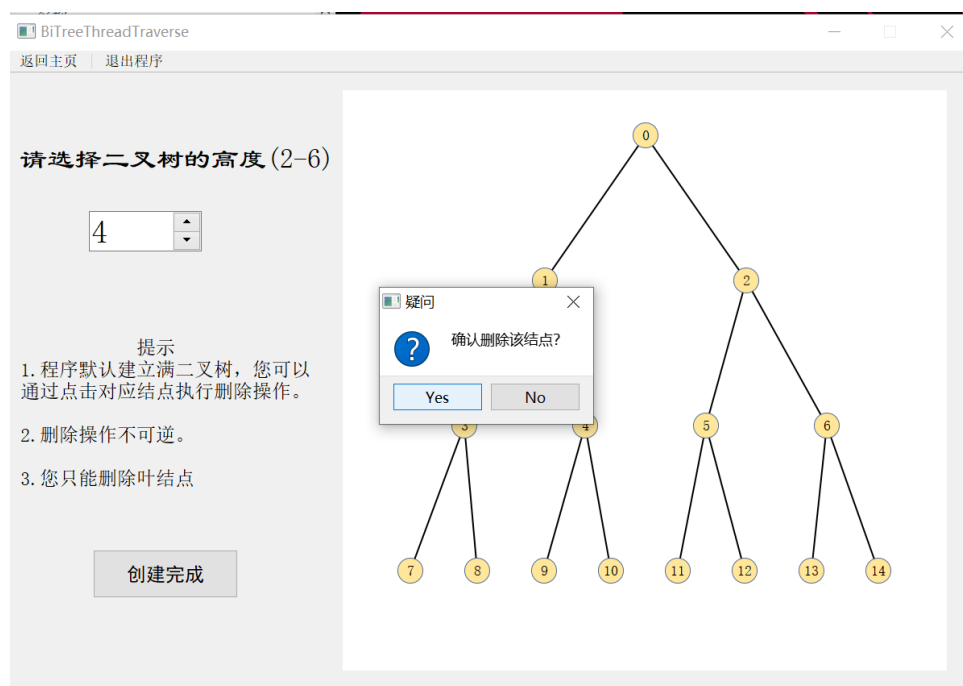 BiTreeThreadTraverse
返回主页 退出程序
请选择二叉树的高度(2-6)
4
提示
1.程序默认建立满二叉树，您可以
通过点击对应结点执行删除操作。
2.删除操作不可逆。
3.您只能删除叶结点
创建完成
0
1 2
疑问
确认删除该结点?
Yes No
3 4 5 6
7 8 9 10 11 12 13 14